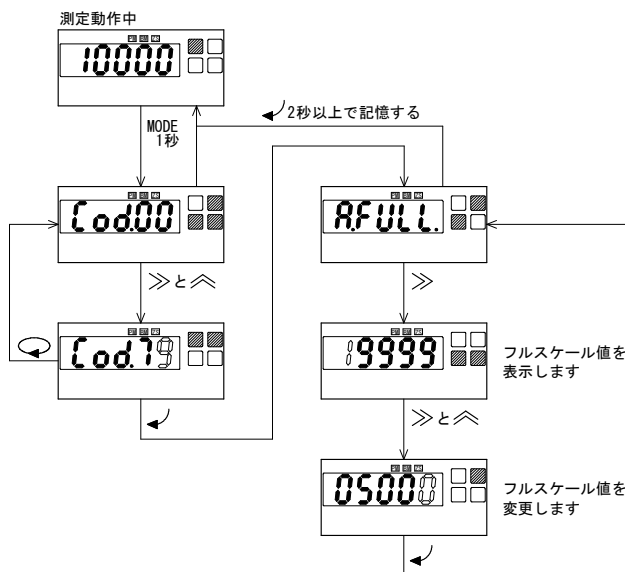 測定動作中
10000
MODE
1秒
2秒以上で記憶する
Cod.00
A.FULL.
≫と︽
≫
Cod.79
19999
フルスケール値を
表示します
≫と︽
05000
フルスケール値を
変更します